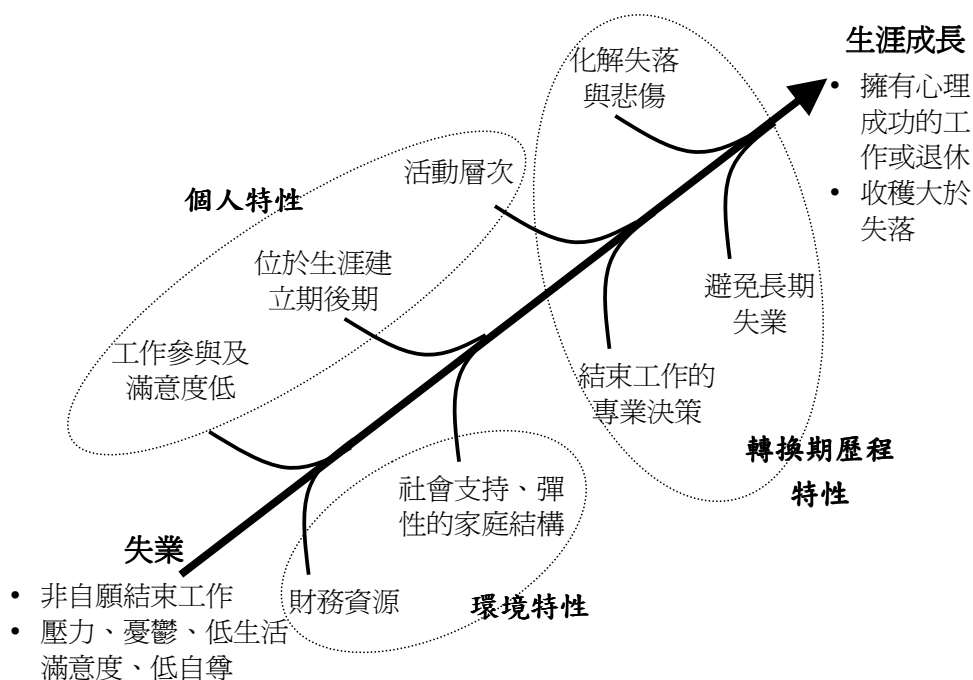 生涯成長
• 擁有心理
成功的工
作或退休
• 收穫大於
失落
化解失落
與悲傷
活動層次
個人特性
位於生涯建
立期後期
工作參與及
滿意度低
避免長期
失業
結束工作的
專業決策
轉換期歷程
特性
社會支持、彈
性的家庭結構
財務資源
環境特性
失業
• 非自願結束工作
• 壓力、憂鬱、低生活
滿意度、低自尊